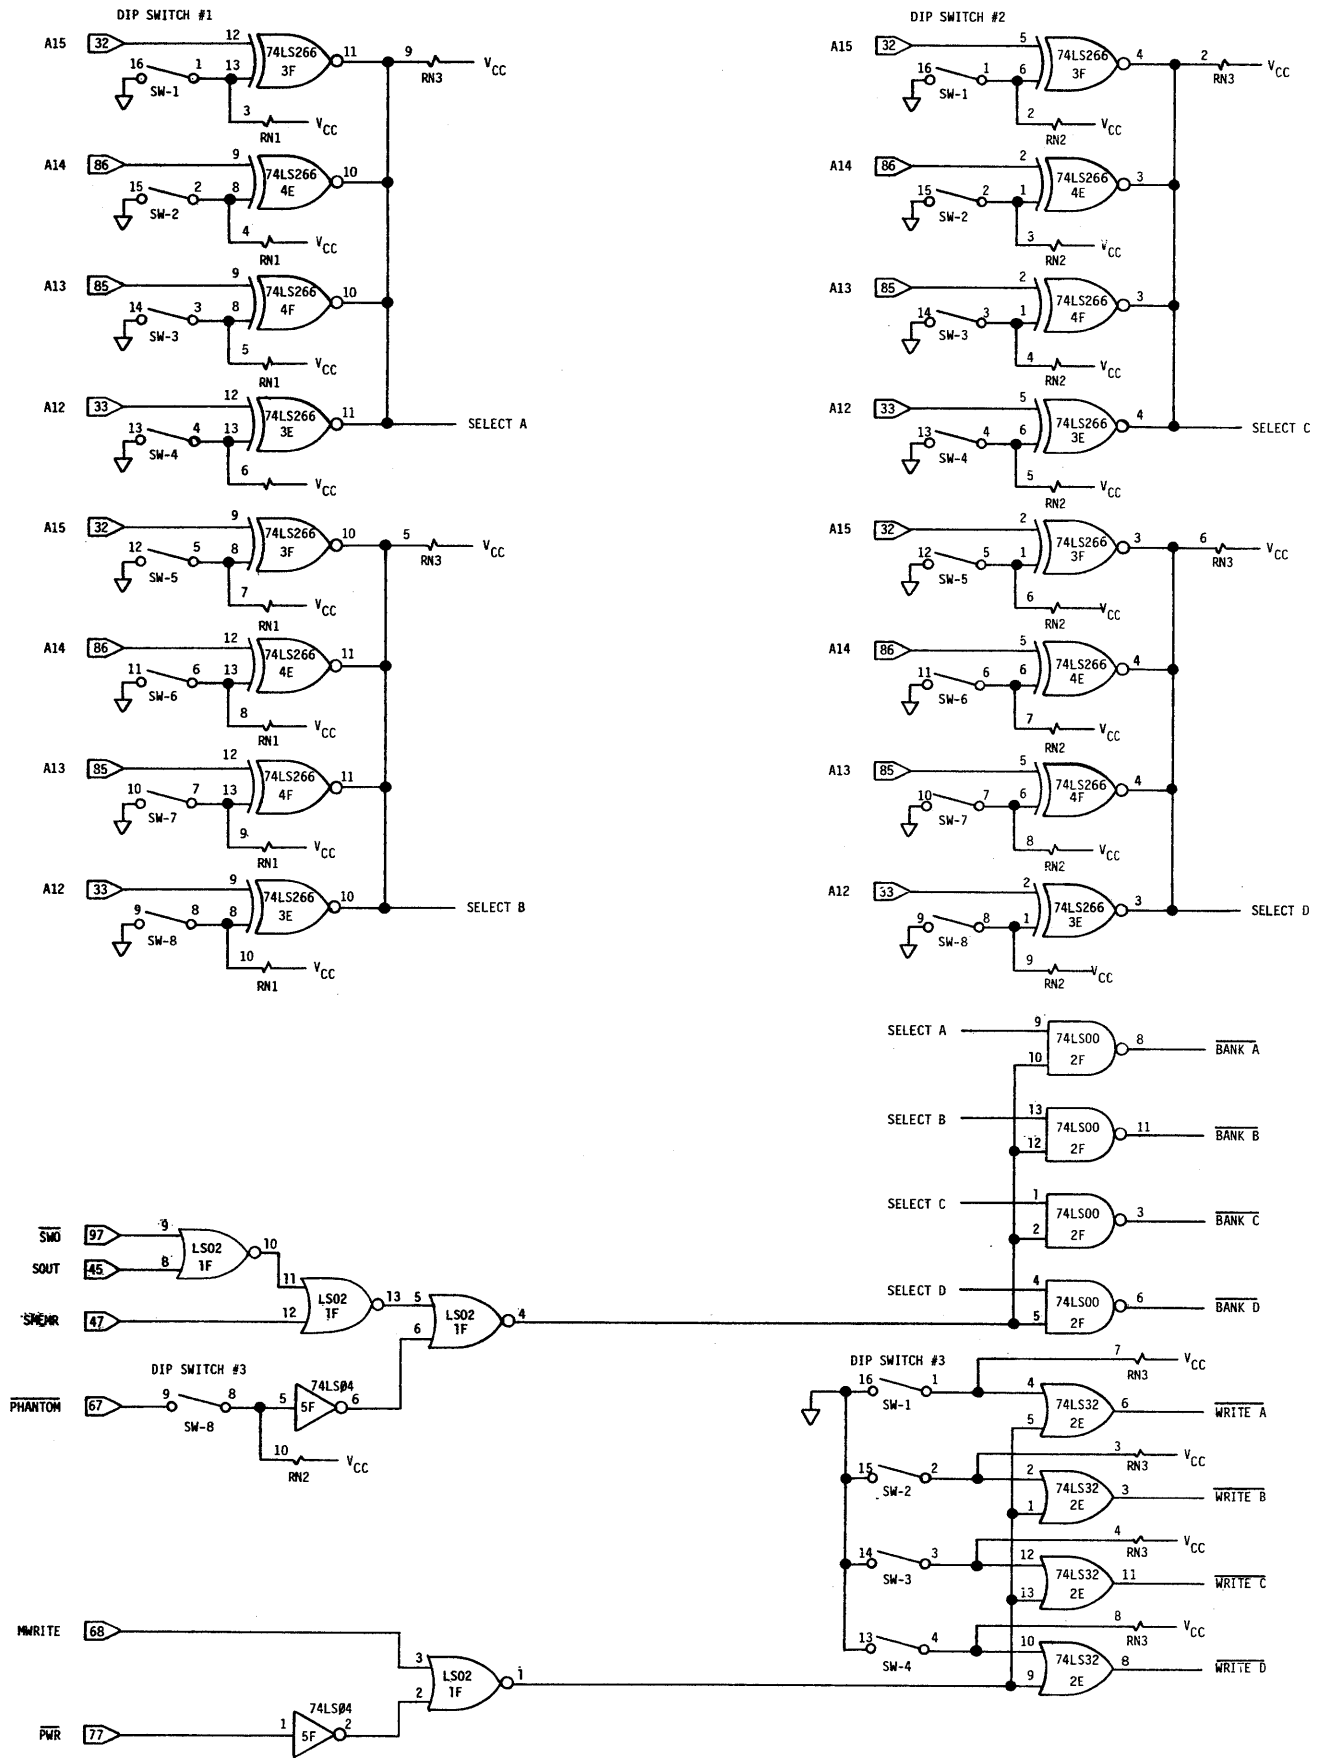 DIP SWITCH #1
A15 32 12 74LS266 3F 11 9 RN3 VCC
16 SW-1 1 13
3 RN1 VCC
A14 86 9 74LS266 4E 10
15 SW-2 2 8
4 RN1 VCC
A13 85 9 74LS266 4F 10
14 SW-3 3 8
5 RN1 VCC
A12 33 12 74LS266 3E 11 SELECT A
13 SW-4 4 13
6 VCC
A15 32 9 74LS266 3F 10 5 RN3 VCC
12 SW-5 5 8
7 RN1 VCC
A14 86 12 74LS266 4E 11
11 SW-6 6 13
8 RN1 VCC
A13 85 12 74LS266 4F 11
10 SW-7 7 13
9 RN1 VCC
A12 33 9 74LS266 3E 10 SELECT B
9 SW-8 8 8
10 RN1 VCC
DIP SWITCH #2
A15 32 5 74LS266 3F 4 2 RN3 VCC
16 SW-1 1 6
2 RN2 VCC
A14 86 2 74LS266 4E 3
15 SW-2 2 1
3 RN2 VCC
A13 85 2 74LS266 4F 3
14 SW-3 3 1
4 RN2 VCC
A12 33 5 74LS266 3E 4 SELECT C
13 SW-4 4 6
5 RN2 VCC
A15 32 2 74LS266 3F 3 6 RN3 VCC
12 SW-5 5 1
6 RN2 VCC
A14 86 5 74LS266 4E 4
11 SW-6 6 6
7 RN2 VCC
A13 85 5 74LS266 4F 4
10 SW-7 7 6
8 RN2 VCC
A12 33 2 74LS266 3E 3 SELECT D
9 SW-8 8 1
9 RN2 VCC
SELECT A 9 10 74LS00 2F 8 BANK A
SELECT B 13 12 74LS00 2F 11 BANK B
SELECT C 1 2 74LS00 2F 3 BANK C
SELECT D 4 5 74LS00 2F 6 BANK D
SWO 97 9 LS02 1F 10
SOUT 45 8
11 LS02 1F 13 5 LS02 1F 4
SMEMR 47 12
6
DIP SWITCH #3
PHANTOM 67 9 SW-8 8 5 74LS04 5F 6
10 RN2 VCC
DIP SWITCH #3
16 SW-1 1 7 RN3 VCC
4 5 74LS32 2E 6 WRITE A
15 SW-2 2 3 RN3 VCC
2 1 74LS32 2E 3 WRITE B
14 SW-3 3 4 RN3 VCC
12 13 74LS32 2E 11 WRITE C
13 SW-4 4 8 RN3 VCC
10 9 74LS32 2E 8 WRITE D
MWRITE 68 3 LS02 1F 1
2
PWR 77 1 74LS04 5F 2